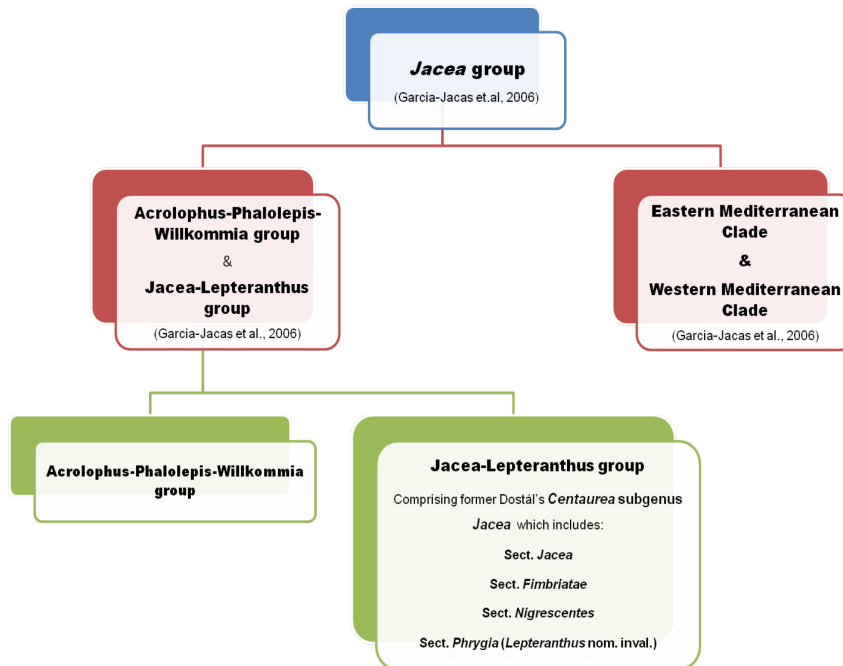 Jacea group
(Garcia-Jacas et.al, 2006)
Acrolophus-Phalolepis-
Willkommia group
&
Jacea-Lepteranthus
group
(Garcia-Jacas et al., 2006)
Eastern Mediterranean
Clade
&
Western Mediterranean
Clade
(Garcia-Jacas et al., 2006)
Acrolophus-Phalolepis-Willkommia
group
Jacea-Lepteranthus group
Comprising former Dostál's Centaurea subgenus
Jacea which includes:
Sect. Jacea
Sect. Fimbriatae
Sect. Nigrescentes
Sect. Phrygia (Lepteranthus nom. inval.)